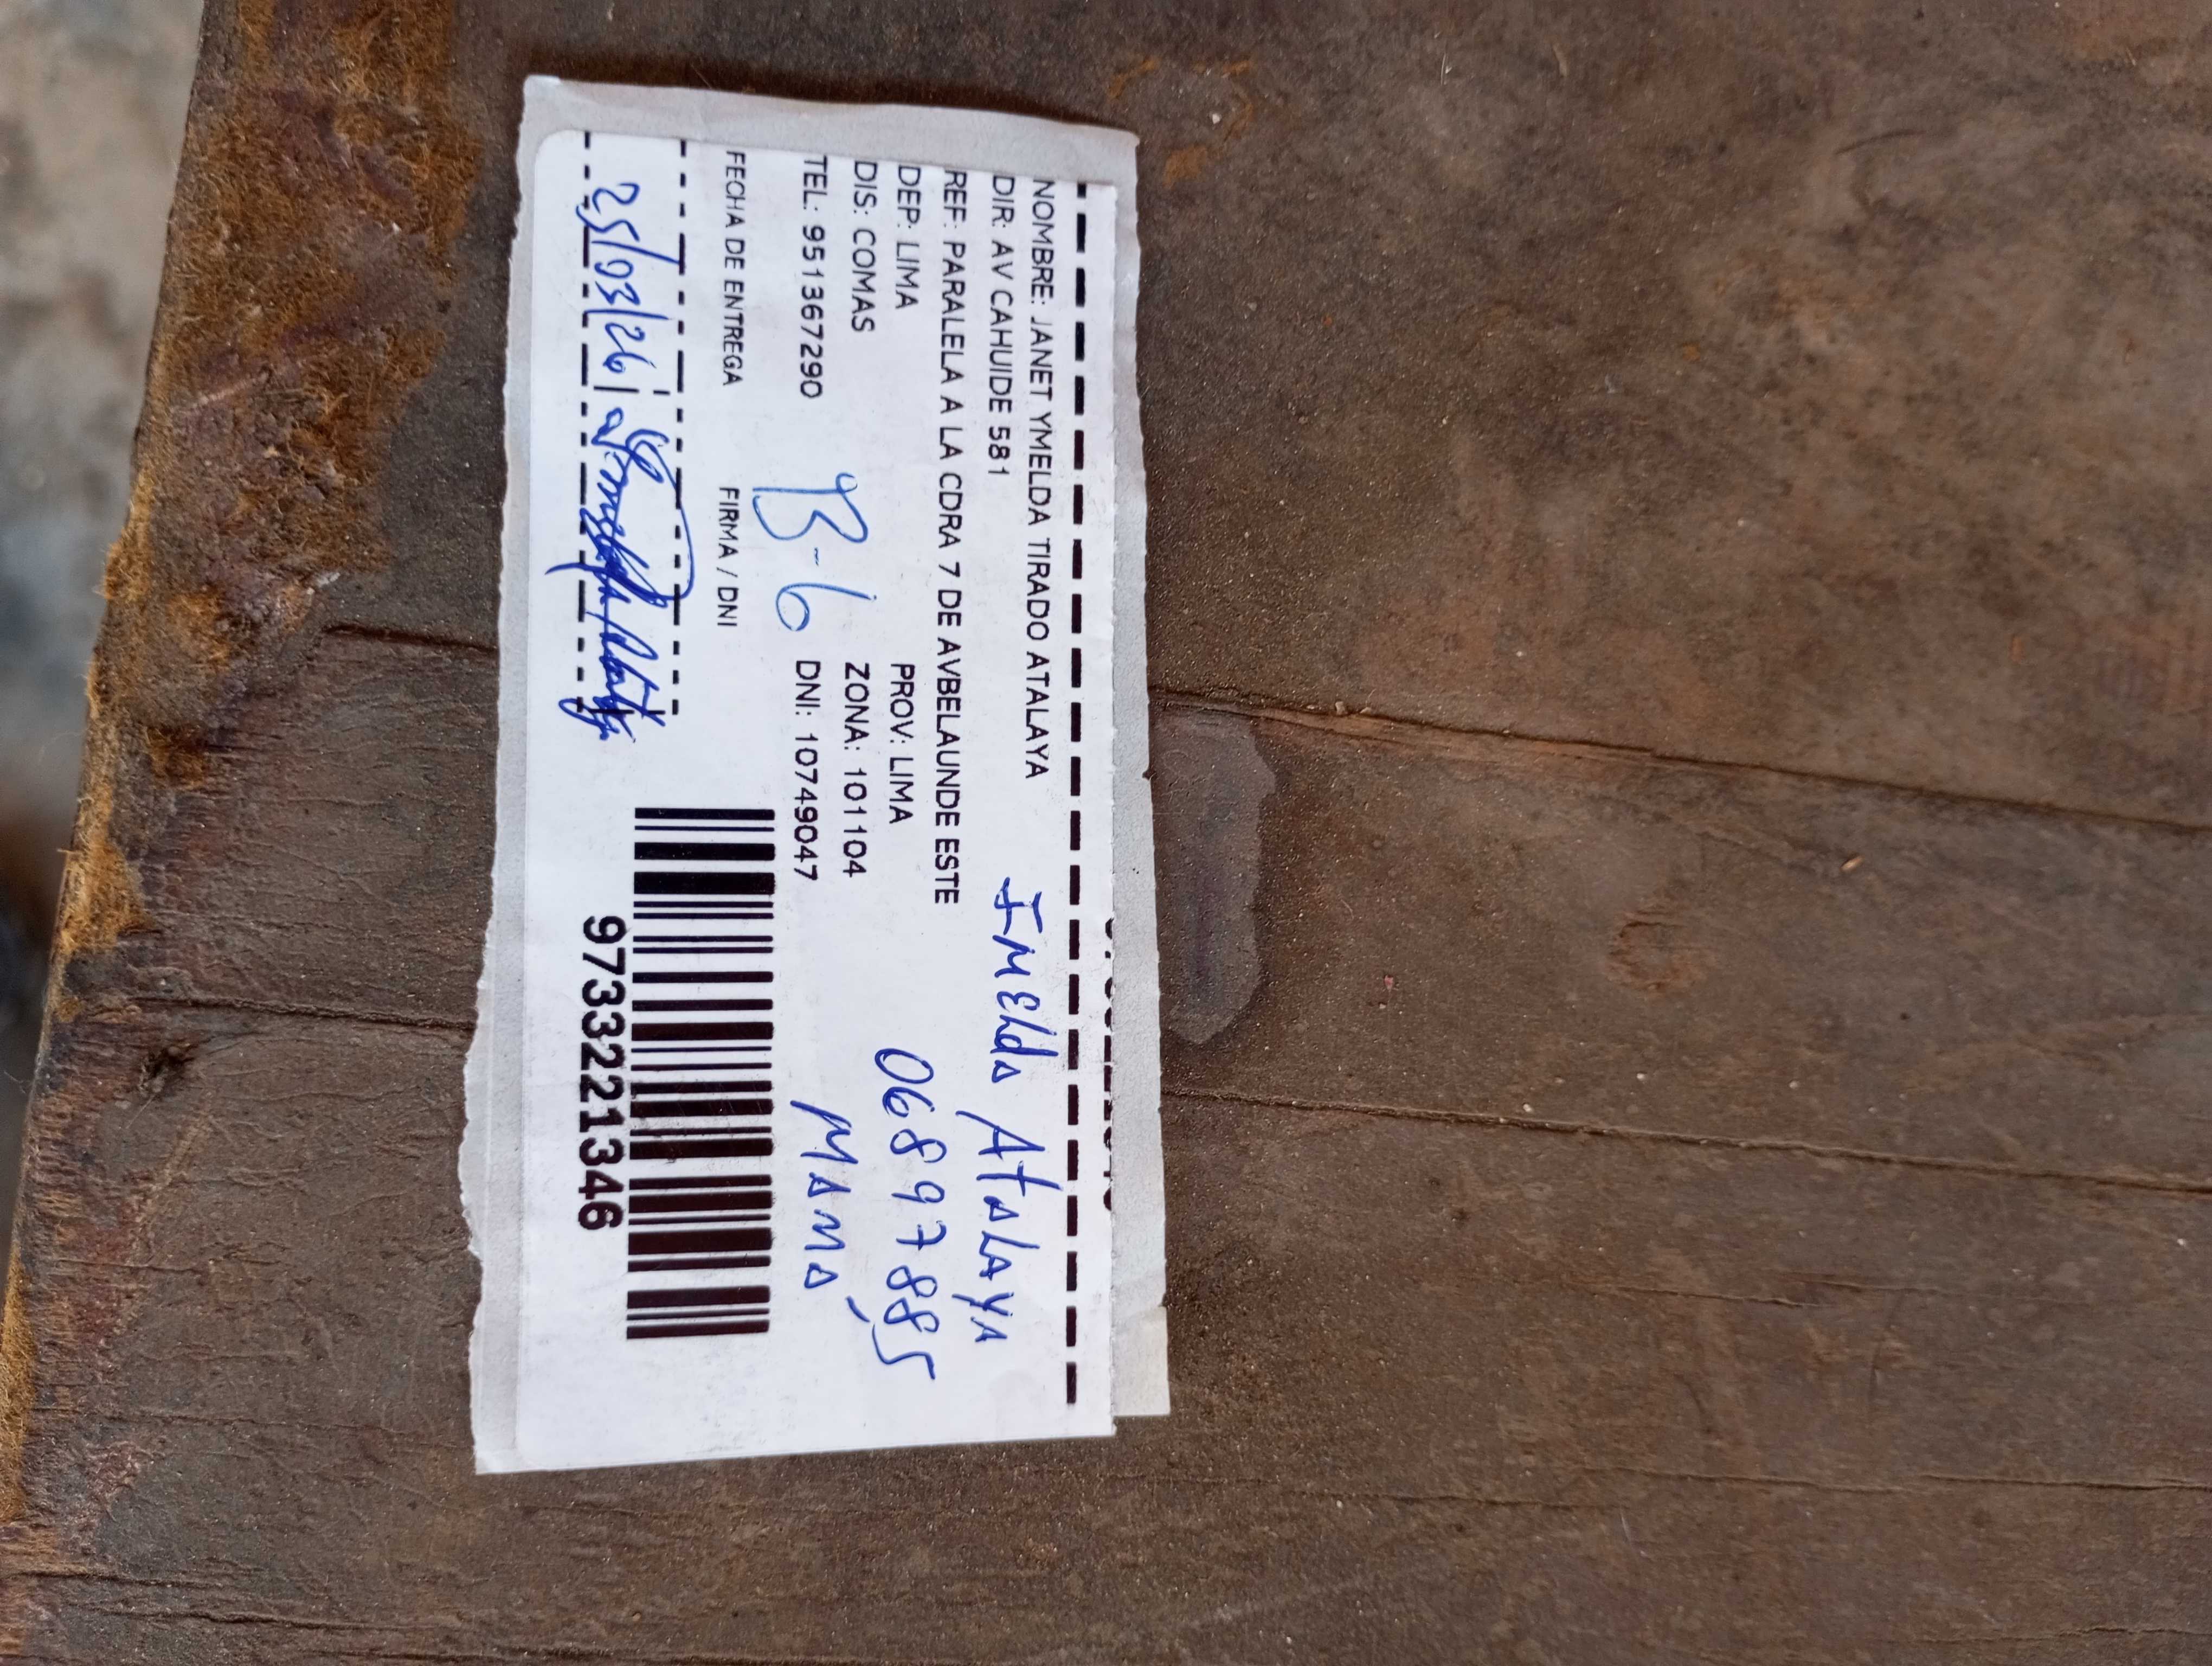 NOMBRE: JANET YMELDA TIRADO ATALAYA
DIR: AV CAHUIDE 581
Imelda Atalaya
REF: PARALELA A LA CDRA 7 DE AVBELAUNDE ESTE
DEP: LIMA PROV: LIMA
06897885
DIS: COMAS ZONA: 101104
TEL: 951367290 DNI: 10749047
Mamá
B-6
FECHA DE ENTREGA FIRMA / DNI
25/03/26
9733221346